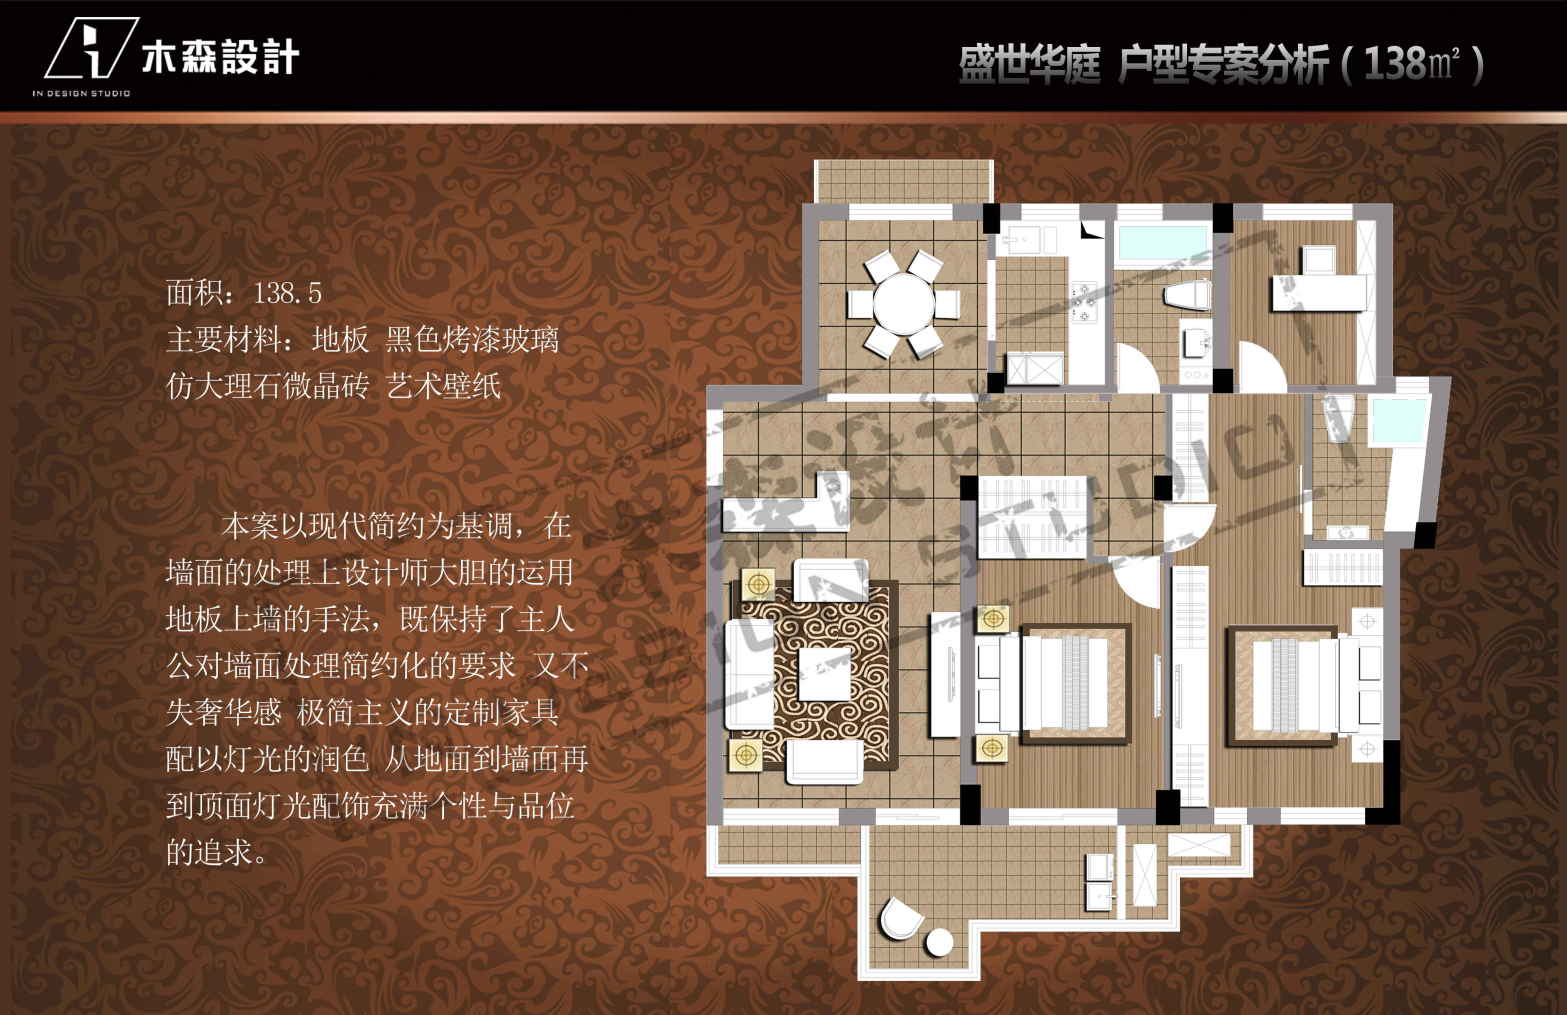 木森設計
IN DESIGN STUDIO
盛世华庭 户型专案分析（138㎡）
面积：138.5
主要材料：地板 黑色烤漆玻璃
仿大理石微晶砖 艺术壁纸
本案以现代简约为基调，在
墙面的处理上设计师大胆的运用
地板上墙的手法，既保持了主人
公对墙面处理简约化的要求 又不
失奢华感 极简主义的定制家具
配以灯光的润色 从地面到墙面再
到顶面灯光配饰充满个性与品位
的追求。
木森设计
DESIGN STUDIO